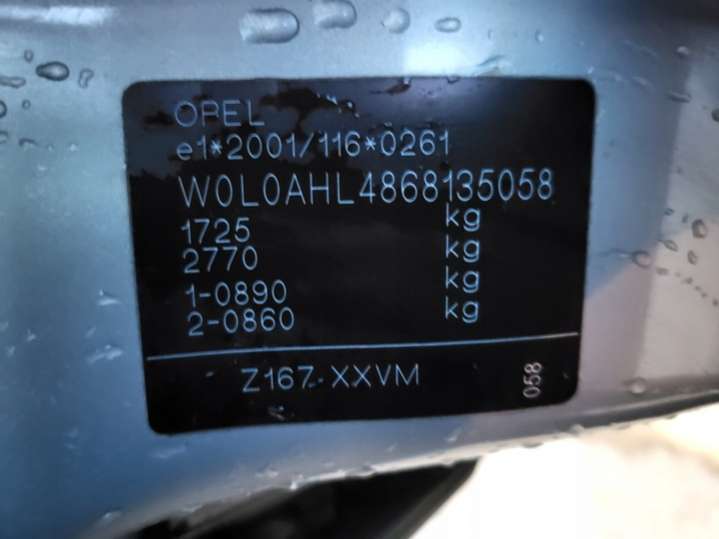 OPEL
e1*2001/116*0261
W0L0AHL4868135058
1725 kg
2770 kg
1-0890 kg
2-0860 kg
Z167-XXVM
058